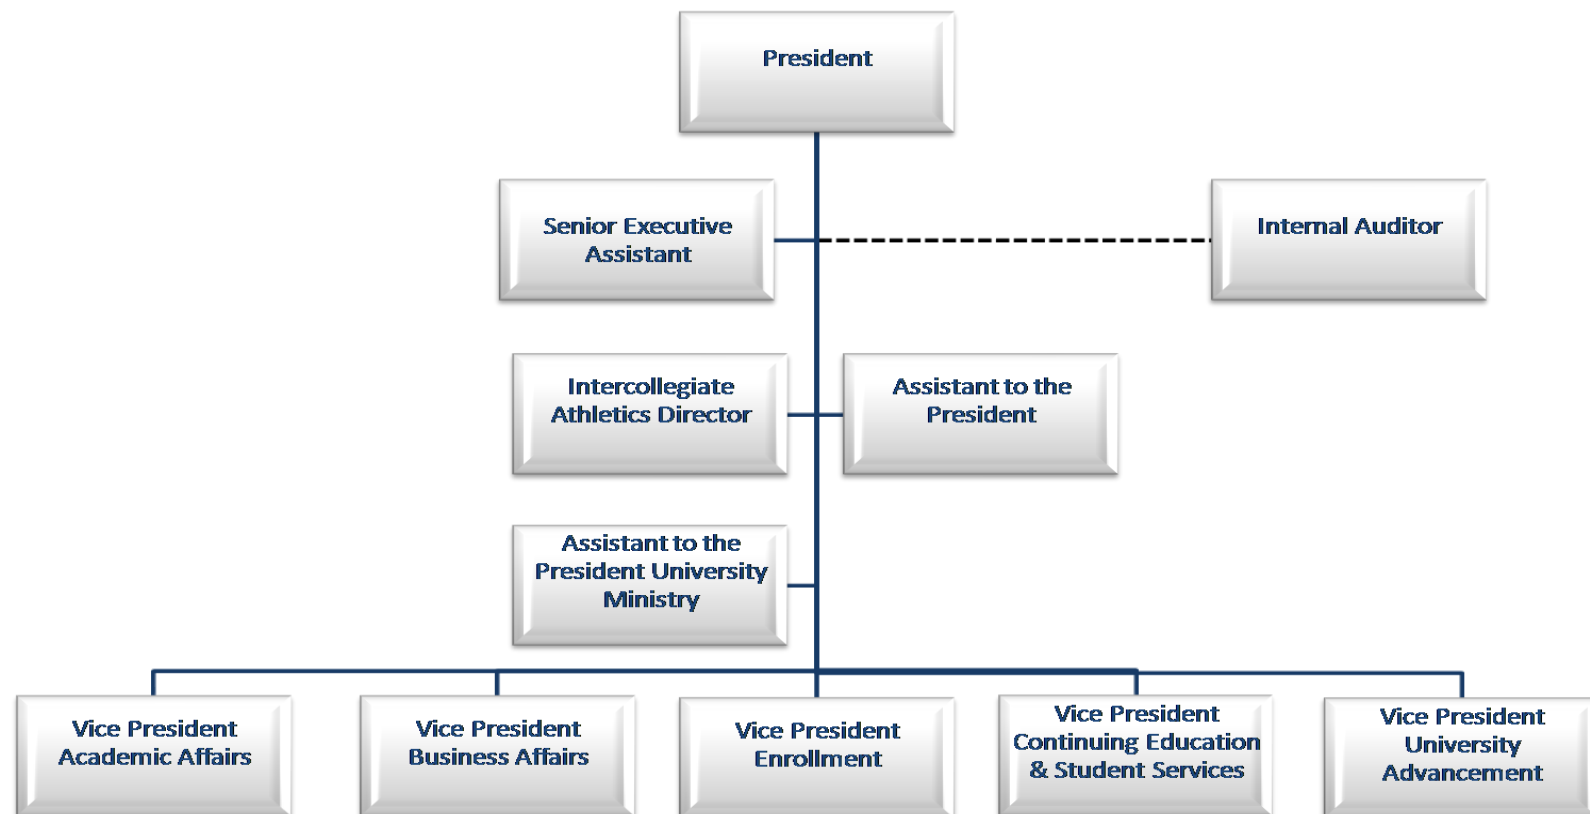 President
Senior Executive
Assistant
Internal Auditor
Intercollegiate
Athletics Director
Assistant to the
President
Assistant to the
President University
Ministry
Vice President
Academic Affairs
Vice President
Business Affairs
Vice President
Enrollment
Vice President
Continuing Education
& Student Services
Vice President
University
Advancement